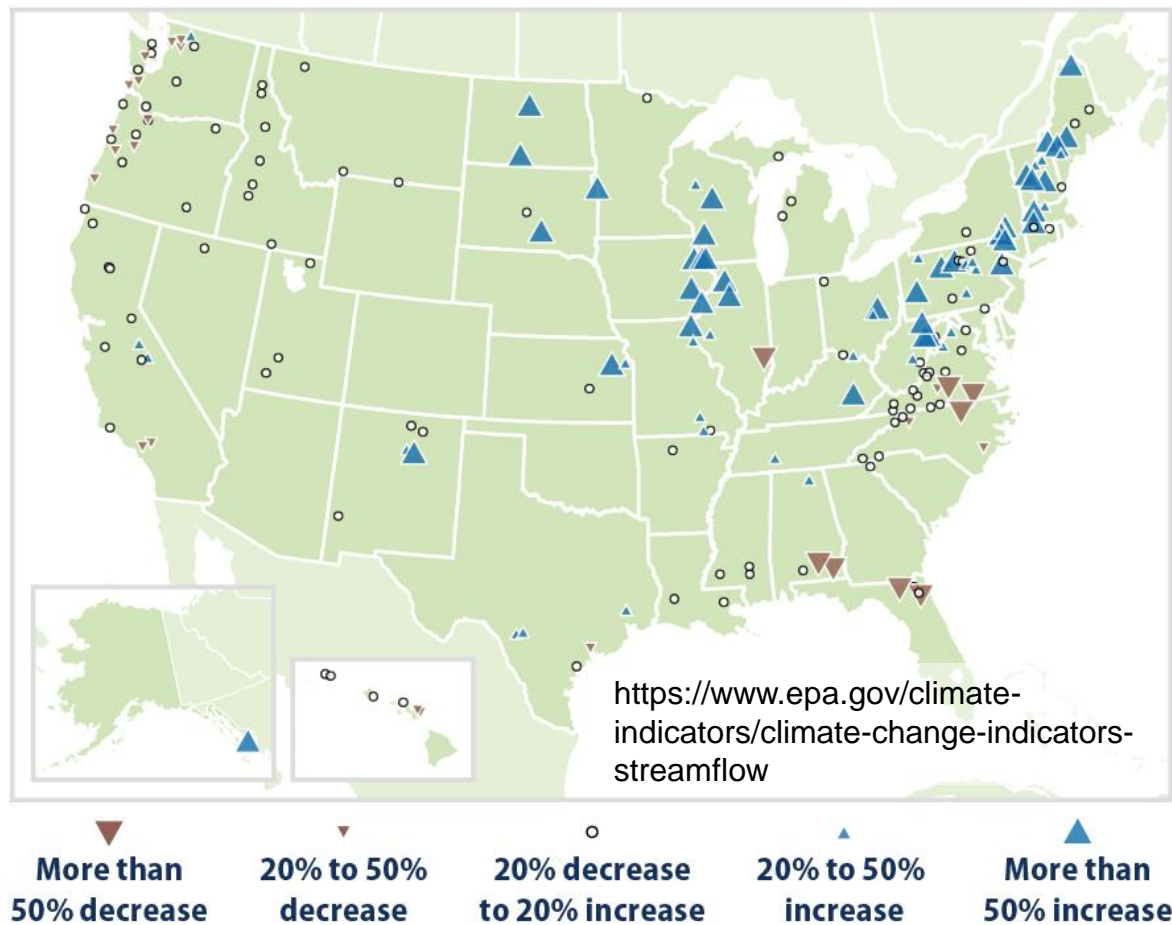 https://www.epa.gov/climate-
indicators/climate-change-indicators-
streamflow
More than
50% decrease
20% to 50%
decrease
20% decrease
to 20% increase
20% to 50%
increase
More than
50% increase